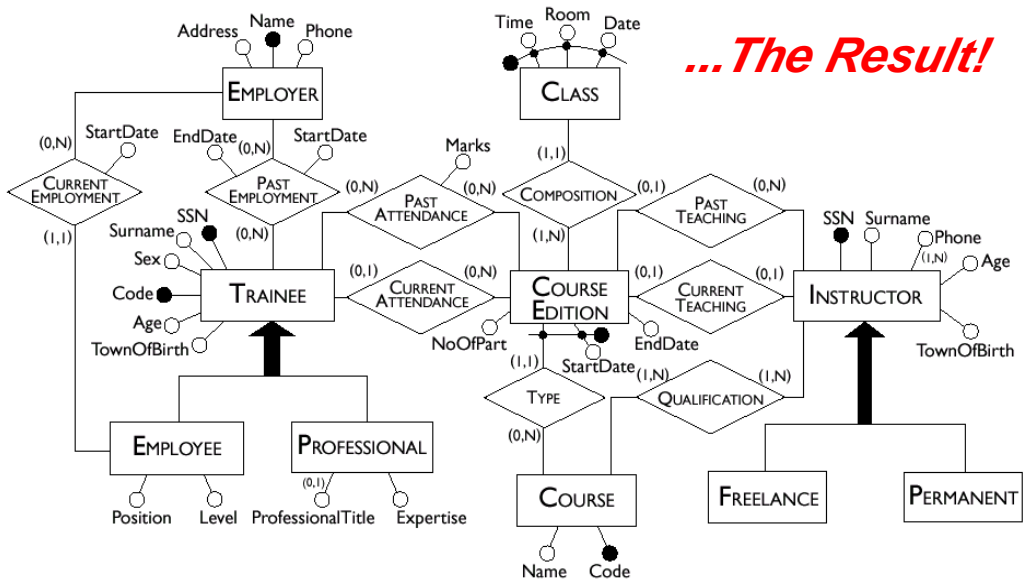 ...The Result!
Name
Address
Phone
EMPLOYER
Time
Room
Date
CLASS
(0,N)
StartDate
CURRENT
EMPLOYMENT
(1,1)
EndDate
(0,N)
StartDate
PAST
EMPLOYMENT
(0,N)
Marks
(0,N)
PAST
ATTENDANCE
(0,N)
(1,1)
COMPOSITION
(1,N)
(0,1)
PAST
TEACHING
(0,N)
SSN
Surname
Sex
Code
Age
TownOfBirth
TRAINEE
(0,1)
CURRENT
ATTENDANCE
(0,N)
COURSE
EDITION
NoOfPart
StartDate
EndDate
(0,1)
CURRENT
TEACHING
(0,1)
SSN
Surname
Phone
(1,N)
Age
TownOfBirth
INSTRUCTOR
(1,1)
TYPE
(0,N)
(1,N)
QUALIFICATION
(1,N)
EMPLOYEE
Position
Level
PROFESSIONAL
(0,1)
ProfessionalTitle
Expertise
COURSE
Name
Code
FREELANCE
PERMANENT